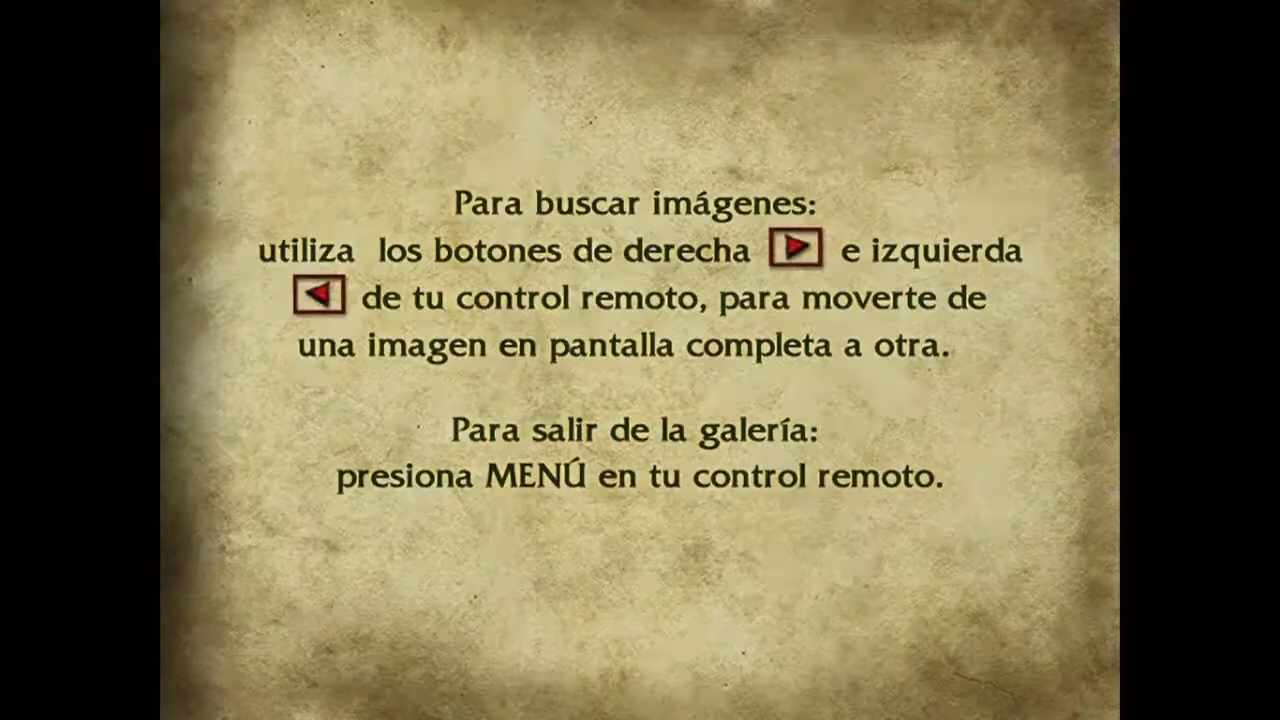 Para buscar imágenes:
utiliza los botones de derecha ▶ e izquierda
◀ de tu control remoto, para moverte de
una imagen en pantalla completa a otra.
Para salir de la galería:
presiona MENÚ en tu control remoto.